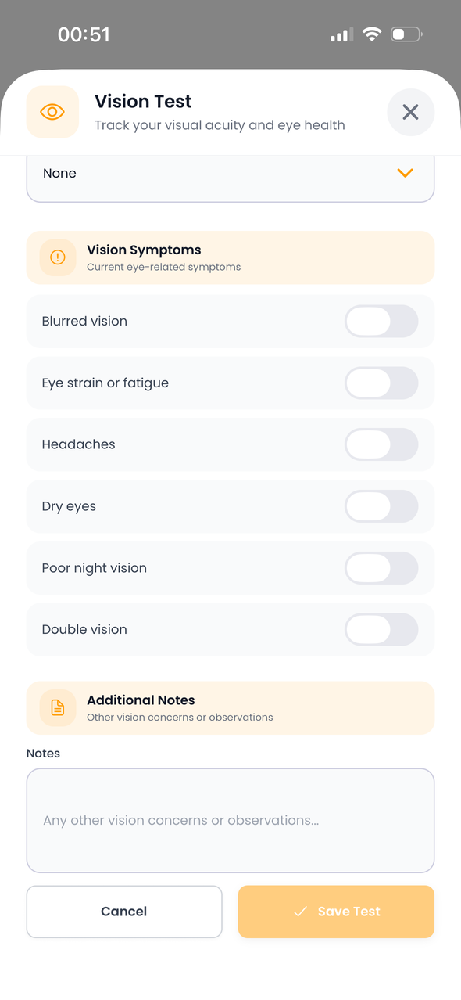 00:51
Vision Test
Track your visual acuity and eye health
None
Vision Symptoms
Current eye-related symptoms
Blurred vision
Eye strain or fatigue
Headaches
Dry eyes
Poor night vision
Double vision
Additional Notes
Other vision concerns or observations
Notes
Any other vision concerns or observations...
Cancel
Save Test